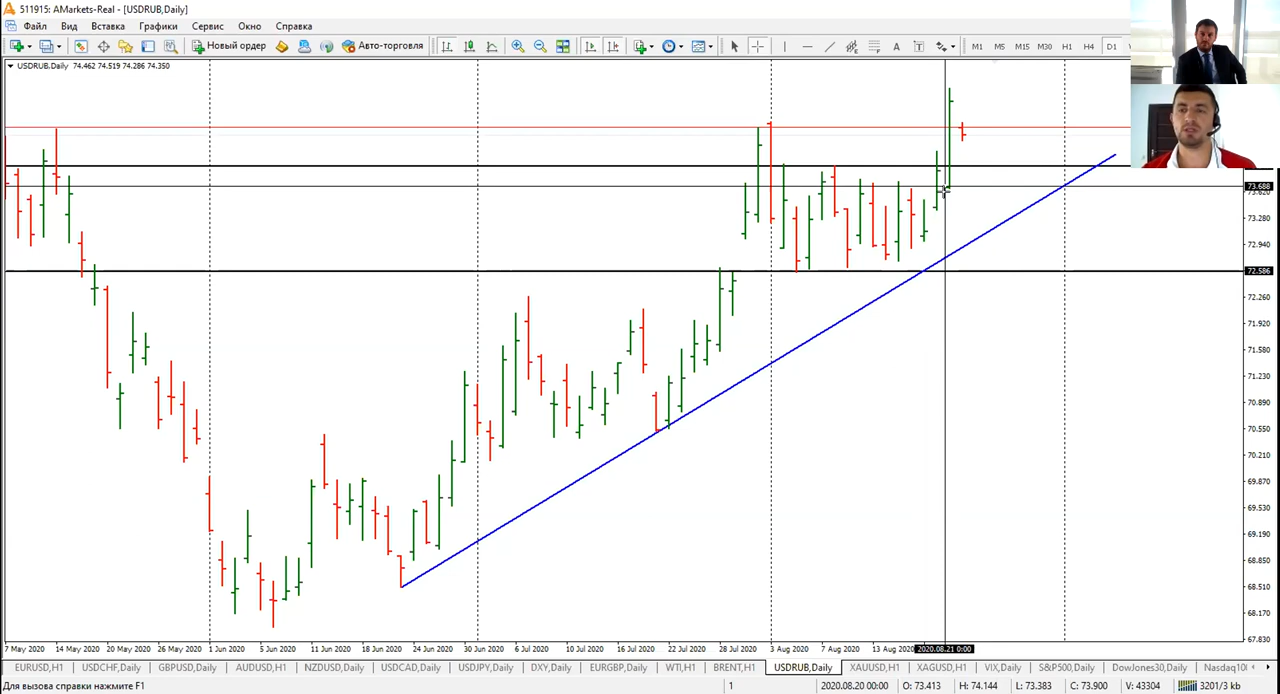 511915: AMarkets-Real - [USDRUB,Daily]
Файл Вид Вставка Графики Сервис Окно Справка
Новый ордер Авто-торговля A T M1 M5 M15 M30 H1 H4 D1
USDRUB,Daily 74.462 74.519 74.286 74.350
73.688
73.280
72.940
72.586
72.260
71.920
71.580
71.230
70.890
70.550
70.210
69.870
69.530
69.190
68.850
68.510
68.170
67.830
7 May 2020 14 May 2020 20 May 2020 26 May 2020 1 Jun 2020 5 Jun 2020 11 Jun 2020 18 Jun 2020 24 Jun 2020 30 Jun 2020 6 Jul 2020 10 Jul 2020 16 Jul 2020 22 Jul 2020 28 Jul 2020 3 Aug 2020 7 Aug 2020 13 Aug 2020 2020.08.21 0:00
EURUSD,H1 USDCHF,Daily GBPUSD,Daily AUDUSD,H1 NZDUSD,Daily USDCAD,Daily USDJPY,Daily DXY,Daily EURGBP,Daily WTI,H1 BRENT,H1 USDRUB,Daily XAUUSD,H1 XAGUSD,H1 VIX,Daily S&P500,Daily DowJones30,Daily Nasdaq100
Для вызова справки нажмите F1 1 2020.08.20 00:00 O: 73.413 H: 74.144 L: 73.383 C: 73.900 V: 43304 3201/3 kb